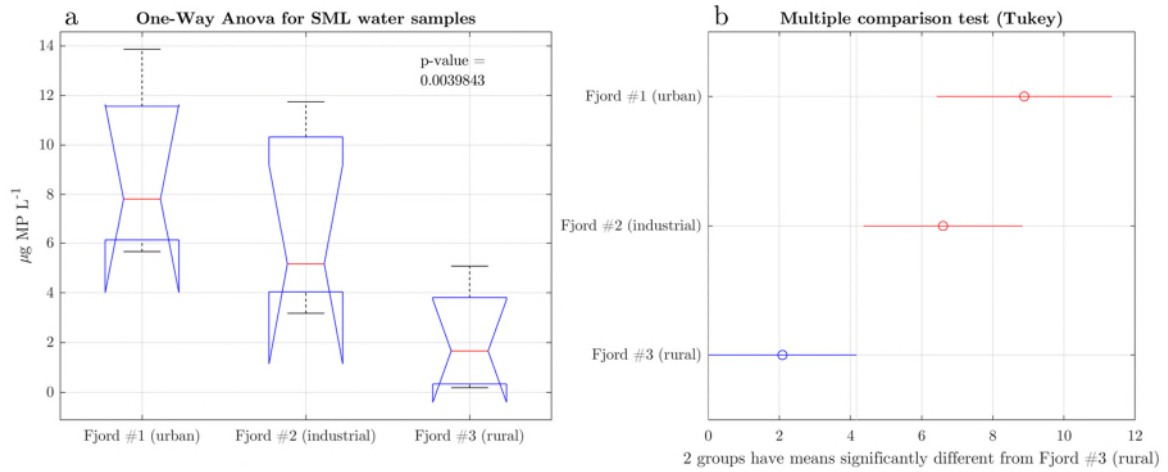 a
One-Way Anova for SML water samples
p-value =
0.0039843
14
12
10
8
6
4
2
0
µg MP L⁻¹
Fjord #1 (urban)
Fjord #2 (industrial)
Fjord #3 (rural)
b
Multiple comparison test (Tukey)
Fjord #1 (urban)
Fjord #2 (industrial)
Fjord #3 (rural)
0 2 4 6 8 10 12
2 groups have means significantly different from Fjord #3 (rural)